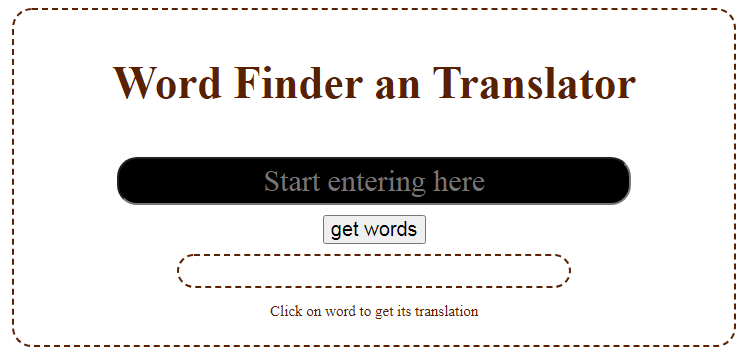 Word Finder an Translator
Start entering here
get words
Click on word to get its translation